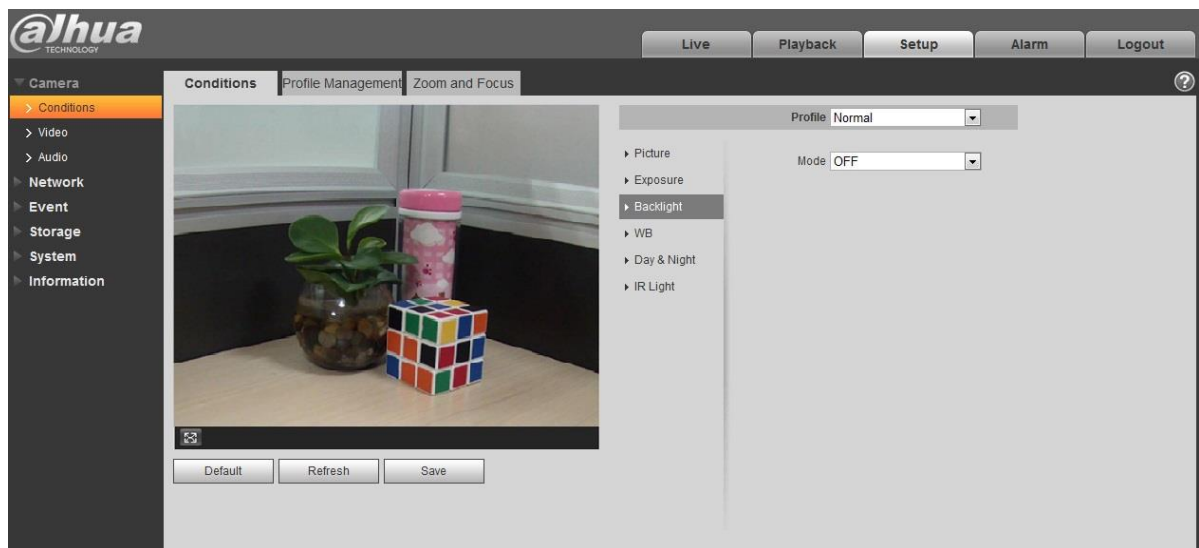 alhua
TECHNOLOGY
Live
Playback
Setup
Alarm
Logout
Camera
Conditions
Video
Audio
Network
Event
Storage
System
Information
Conditions
Profile Management
Zoom and Focus
Profile Normal
Picture
Exposure
Backlight
WB
Day & Night
IR Light
Mode OFF
Default
Refresh
Save